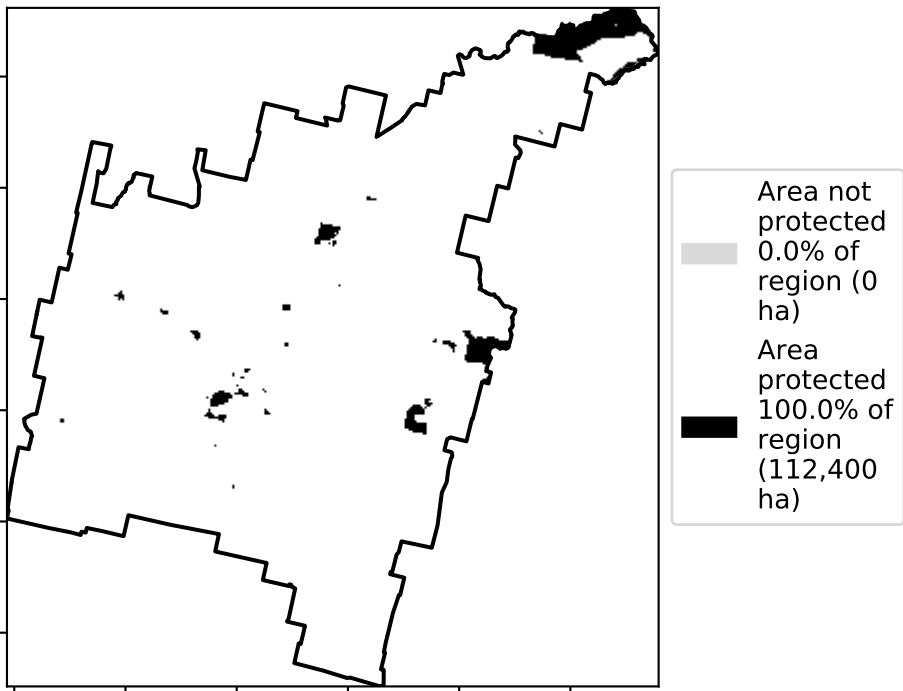 Area not
protected
0.0% of
region (0
ha)
Area
protected
100.0% of
region
(112,400
ha)